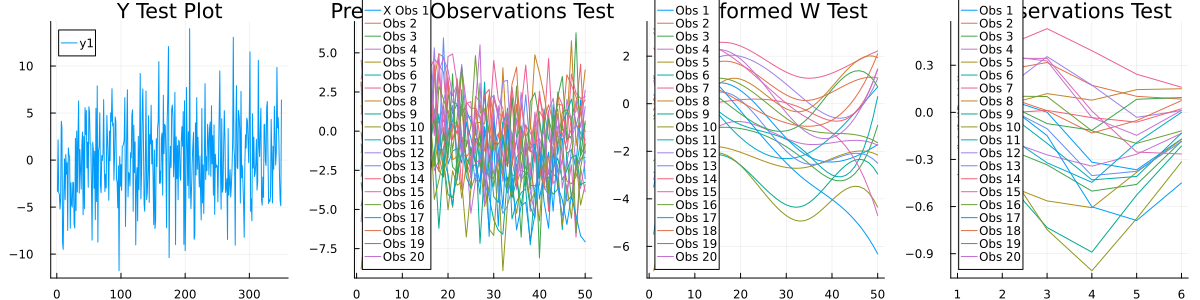 Y Test Plot
y1
10
5
0
−5
−10
0
100
200
300
Pre Observations Test
X Obs 1
Obs 2
Obs 3
Obs 4
Obs 5
Obs 6
Obs 7
Obs 8
Obs 9
Obs 10
Obs 11
Obs 12
Obs 13
Obs 14
Obs 15
Obs 16
Obs 17
Obs 18
Obs 19
Obs 20
5.0
2.5
0.0
−2.5
−5.0
−7.5
0
10
20
30
40
50
formed W Test
Obs 1
Obs 2
Obs 3
Obs 4
Obs 5
Obs 6
Obs 7
Obs 8
Obs 9
Obs 10
Obs 11
Obs 12
Obs 13
Obs 14
Obs 15
Obs 16
Obs 17
Obs 18
Obs 19
Obs 20
2
0
−2
−4
−6
0
10
20
30
40
50
servations Test
Obs 1
Obs 2
Obs 3
Obs 4
Obs 5
Obs 6
Obs 7
Obs 8
Obs 9
Obs 10
Obs 11
Obs 12
Obs 13
Obs 14
Obs 15
Obs 16
Obs 17
Obs 18
Obs 19
Obs 20
0.3
0.0
−0.3
−0.6
−0.9
1
2
3
4
5
6